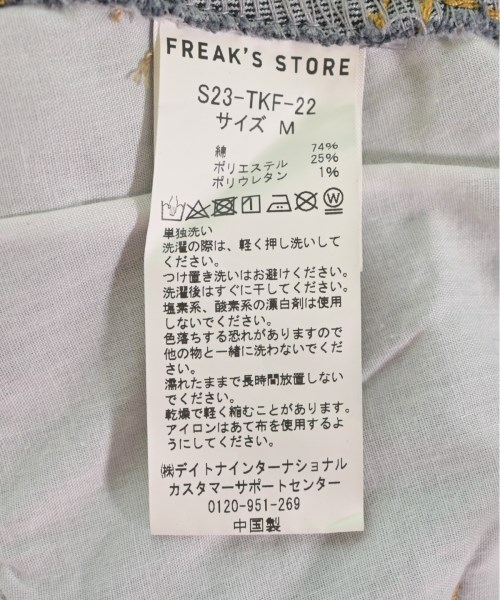 FREAK'S STORE
S23-TKF-22
サイズ M
綿 74%
ポリエステル 25%
ポリウレタン 1%
W
単独洗い
洗濯の際は、軽く押し洗いして
ください。
つけ置き洗いはお避けください。
洗濯後はすぐに干してください。
塩素系、酸素系の漂白剤は使用
しないでください。
色落ちする恐れがありますので
他の物と一緒に洗わないでくだ
さい。
濡れたままで長時間放置しない
でください。
乾燥で軽く縮むことがあります。
アイロンはあて布を使用するよ
うにしてください。
㈱デイトナインターナショナル
カスタマーサポートセンター
0120-951-269
中国製